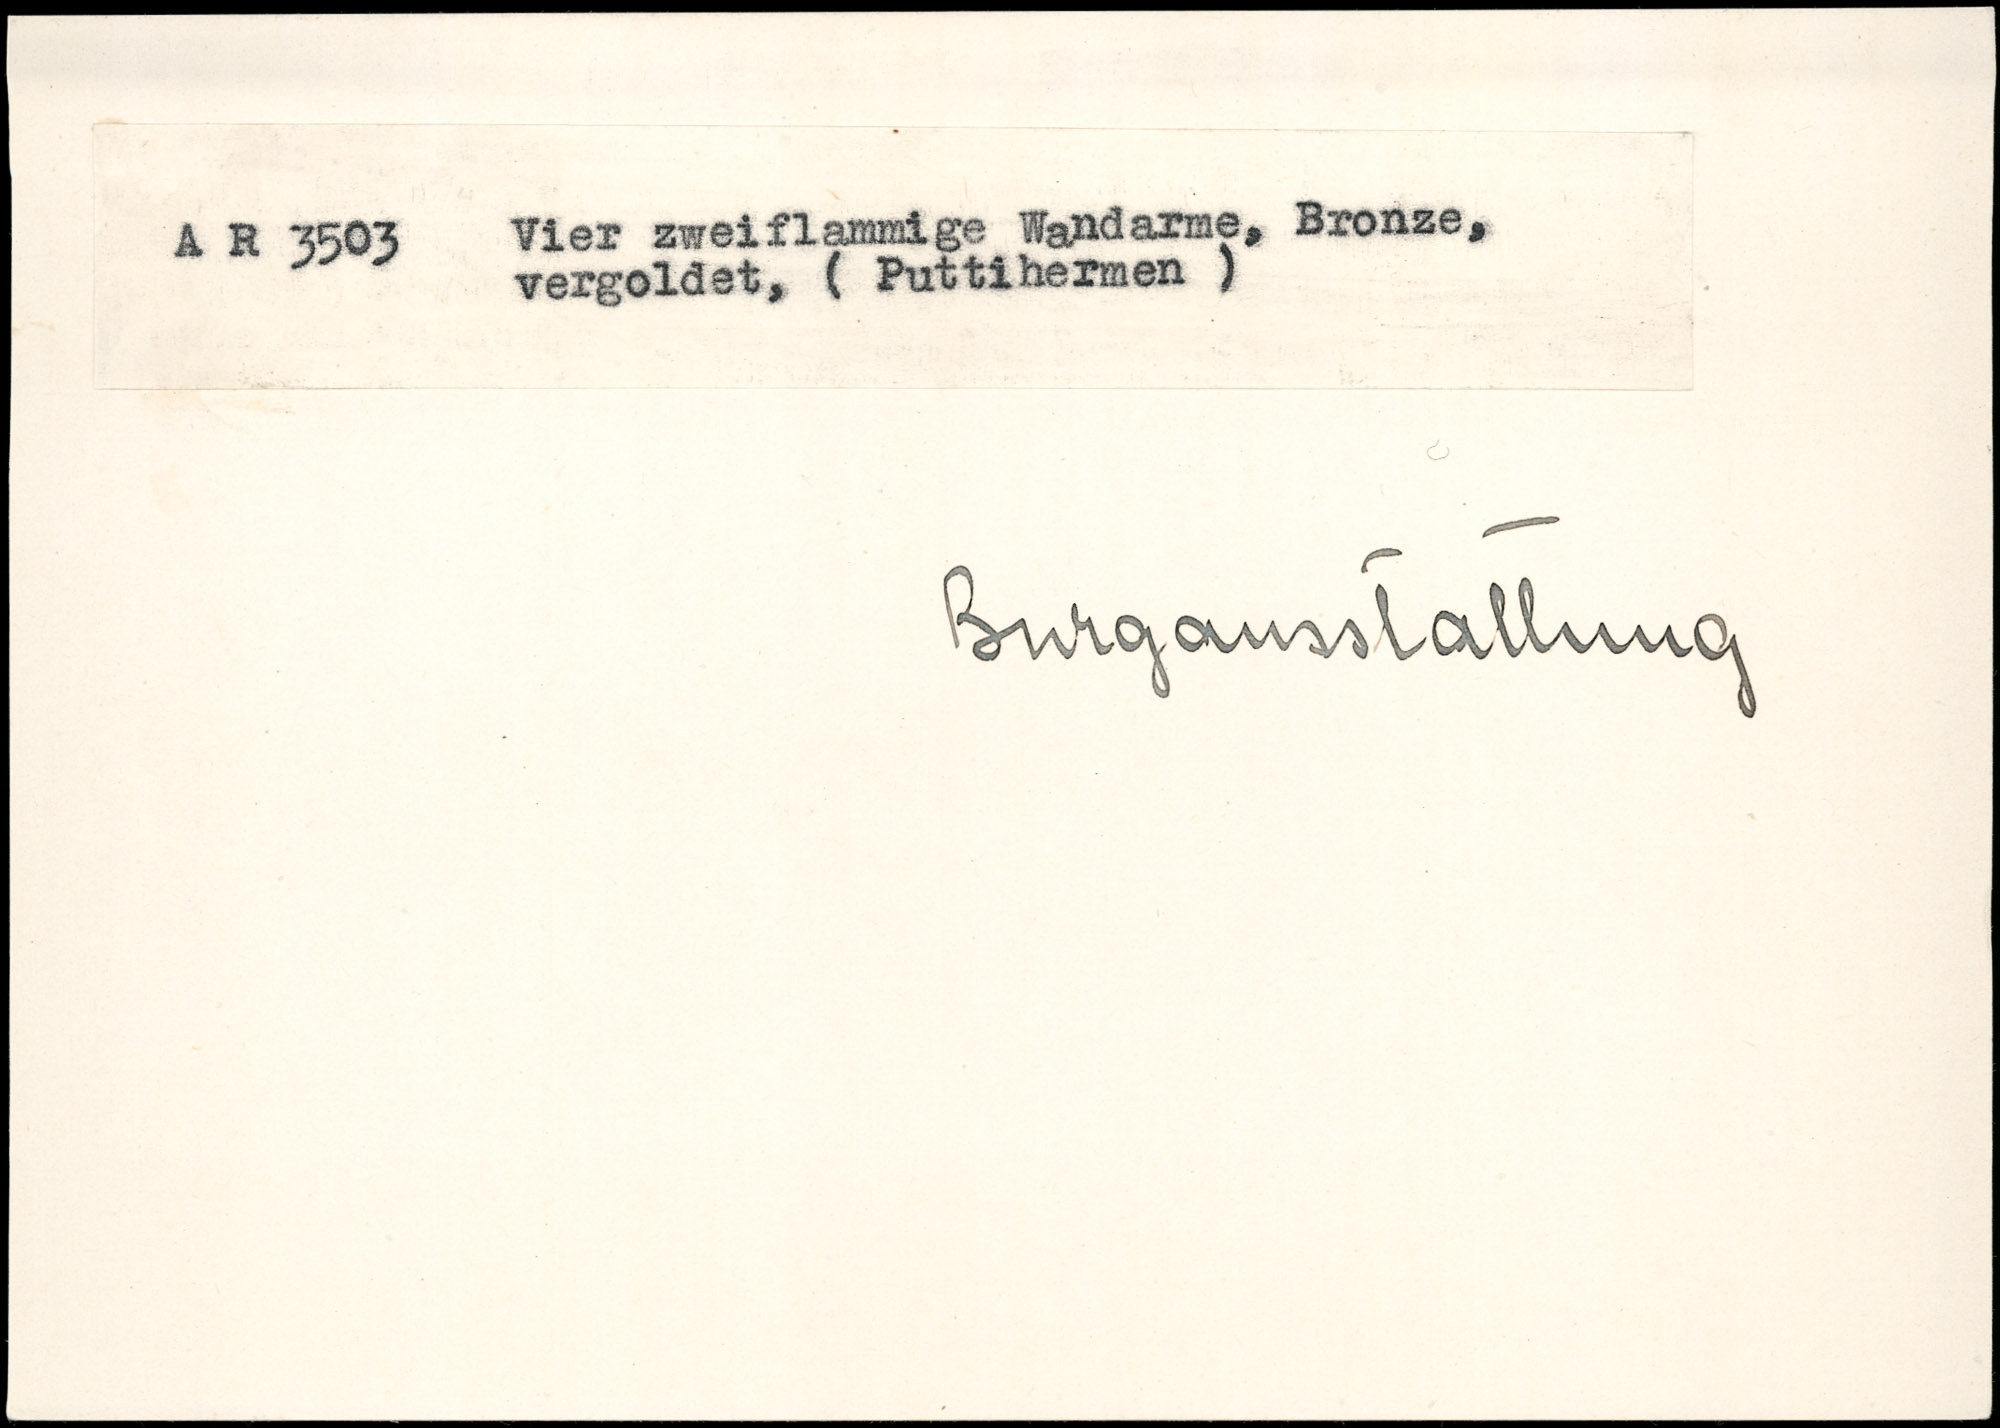 A R 3503 Vier zweiflammige Wandarme, Bronze,
vergoldet, ( Puttihermen )
Burgausstattung